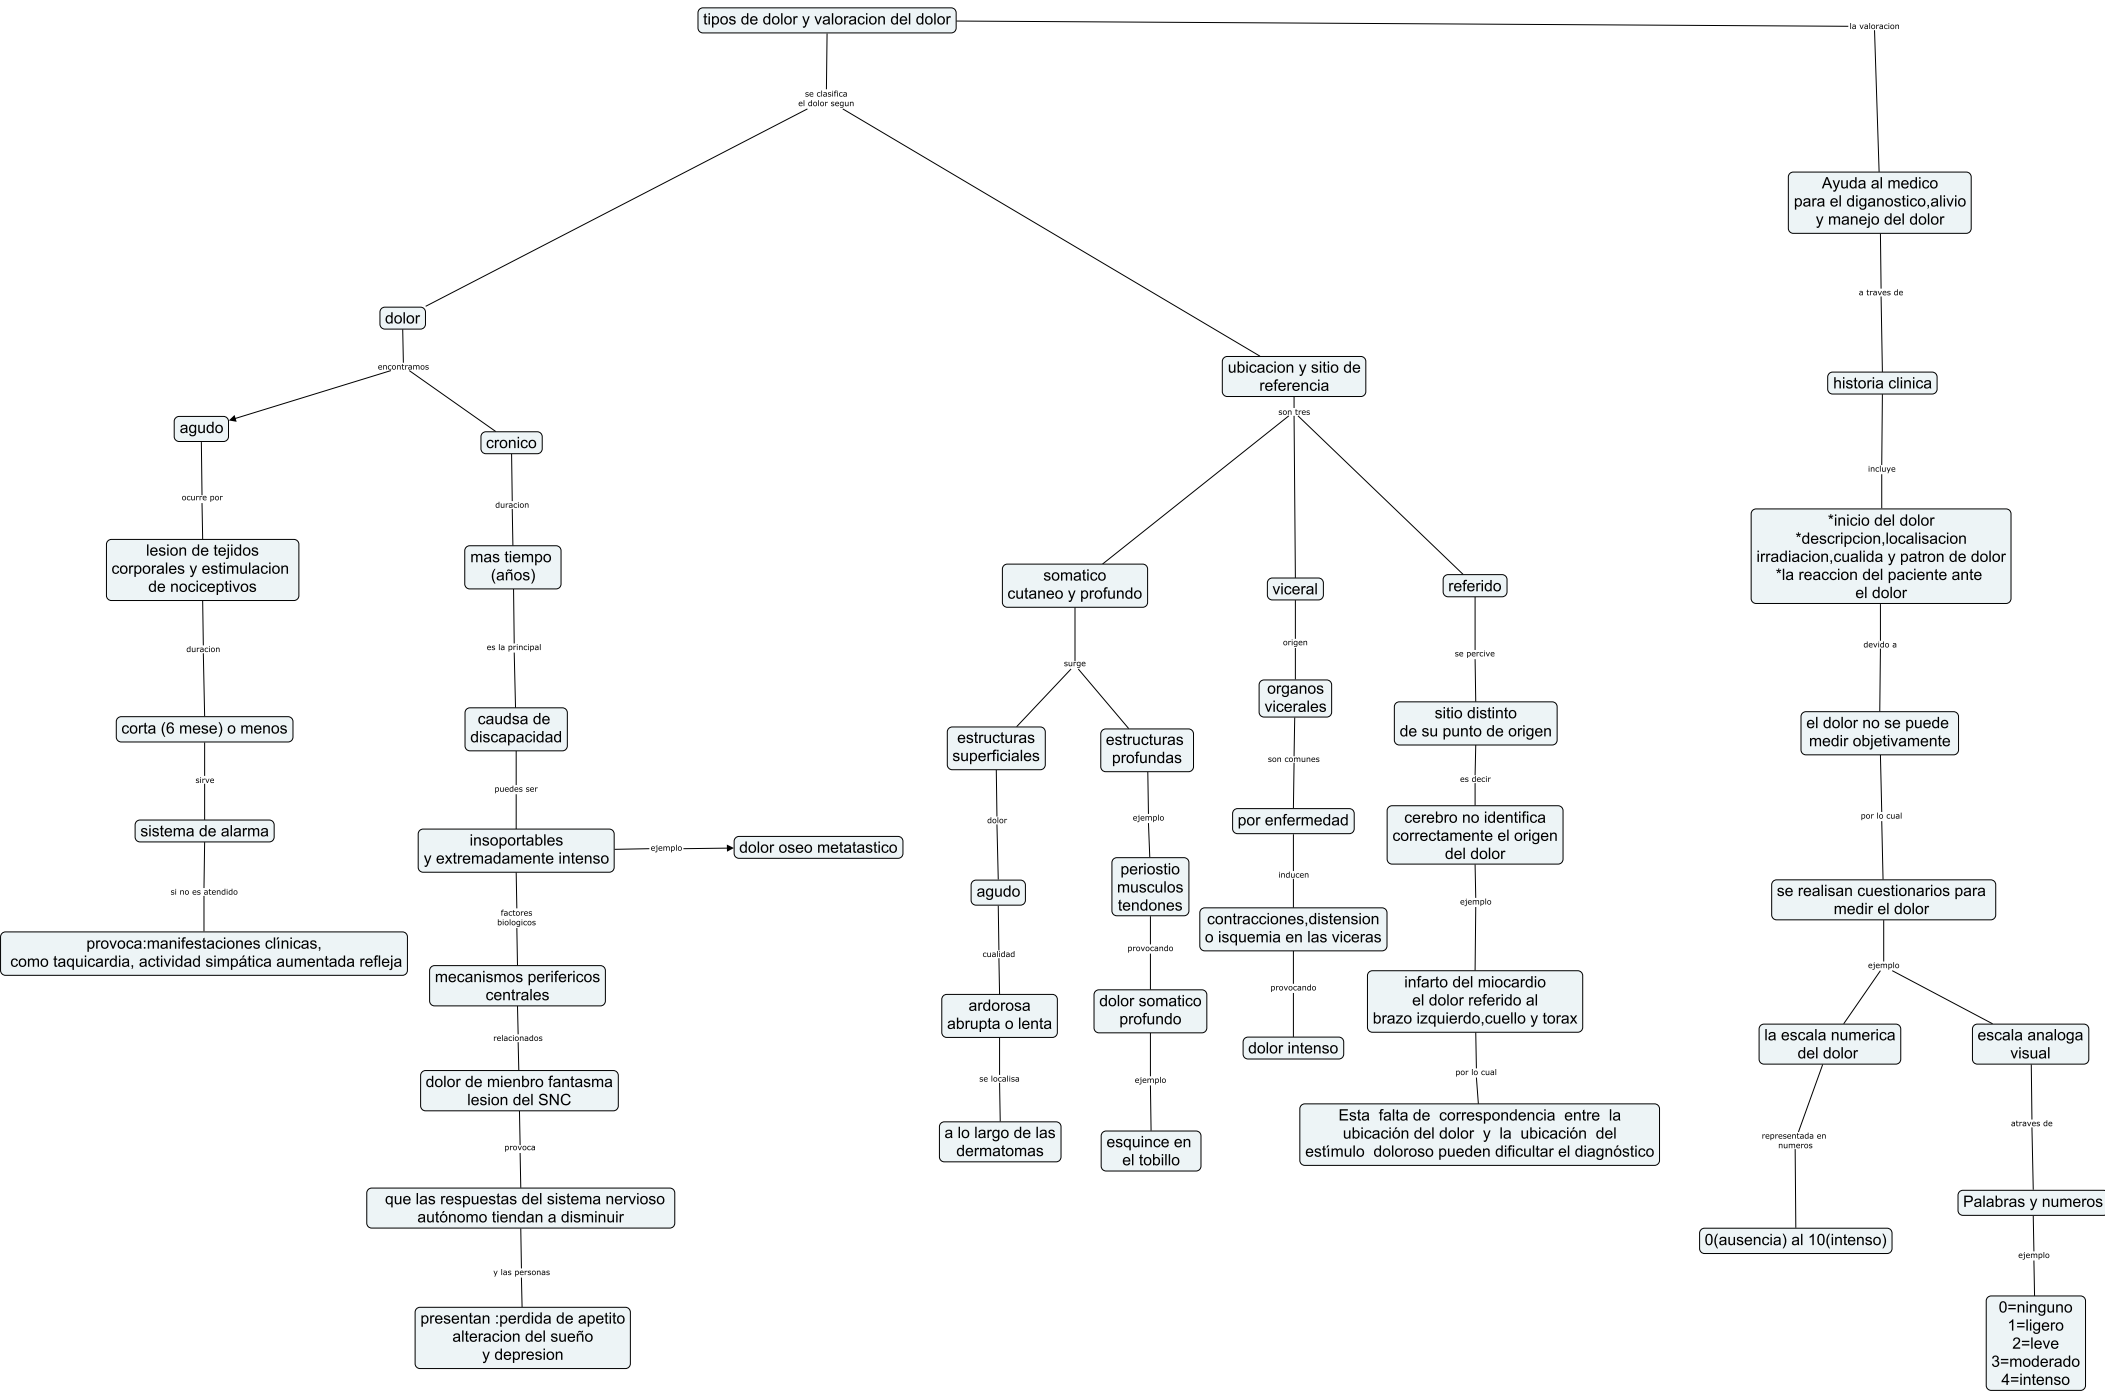 tipos de dolor y valoracion del dolor
la valoracion
se clasifica
el dolor segun
Ayuda al medico
para el diganostico,alivio
y manejo del dolor
a traves de
historia clinica
incluye
*inicio del dolor
*descripcion,localisacion
irradiacion,cualida y patron de dolor
*la reaccion del paciente ante
el dolor
devido a
el dolor no se puede
medir objetivamente
por lo cual
se realisan cuestionarios para
medir el dolor
ejemplo
la escala numerica
del dolor
representada en
numeros
0(ausencia) al 10(intenso)
escala analoga
visual
atraves de
Palabras y numeros
ejemplo
0=ninguno
1=ligero
2=leve
3=moderado
4=intenso
dolor
encontramos
agudo
ocurre por
lesion de tejidos
corporales y estimulacion
de nociceptivos
duracion
corta (6 mese) o menos
sirve
sistema de alarma
si no es atendido
provoca:manifestaciones clínicas,
como taquicardia, actividad simpática aumentada refleja
cronico
duracion
mas tiempo
(años)
es la principal
caudsa de
discapacidad
puedes ser
insoportables
y extremadamente intenso
ejemplo
dolor oseo metatastico
factores
biologicos
mecanismos perifericos
centrales
relacionados
dolor de mienbro fantasma
lesion del SNC
provoca
que las respuestas del sistema nervioso
autónomo tiendan a disminuir
y las personas
presentan :perdida de apetito
alteracion del sueño
y depresion
ubicacion y sitio de
referencia
son tres
somatico
cutaneo y profundo
surge
estructuras
superficiales
dolor
agudo
cualidad
ardorosa
abrupta o lenta
se localisa
a lo largo de las
dermatomas
estructuras
profundas
ejemplo
periostio
musculos
tendones
provocando
dolor somatico
profundo
ejemplo
esquince en
el tobillo
viceral
origen
organos
vicerales
son comunes
por enfermedad
inducen
contracciones,distension
o isquemia en las viceras
provocando
dolor intenso
referido
se percive
sitio distinto
de su punto de origen
es decir
cerebro no identifica
correctamente el origen
del dolor
ejemplo
infarto del miocardio
el dolor referido al
brazo izquierdo,cuello y torax
por lo cual
Esta falta de correspondencia entre la
ubicación del dolor y la ubicación del
estímulo doloroso pueden dificultar el diagnóstico